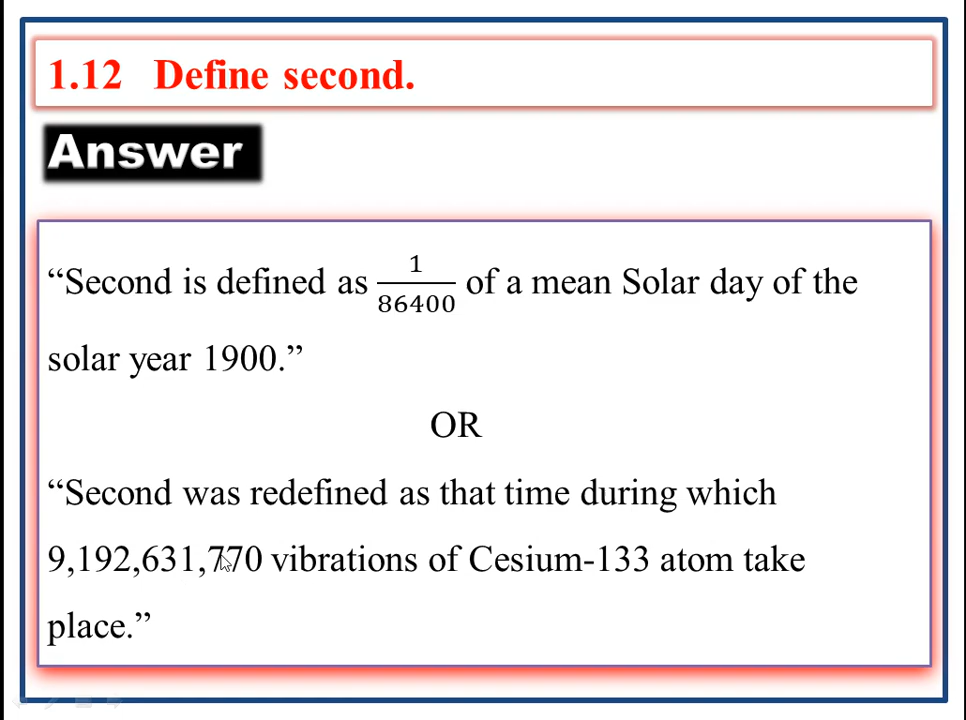 1.12 Define second.
Answer
“Second is defined as 1/86400 of a mean Solar day of the
solar year 1900.”
OR
“Second was redefined as that time during which
9,192,631,770 vibrations of Cesium-133 atom take
place.”